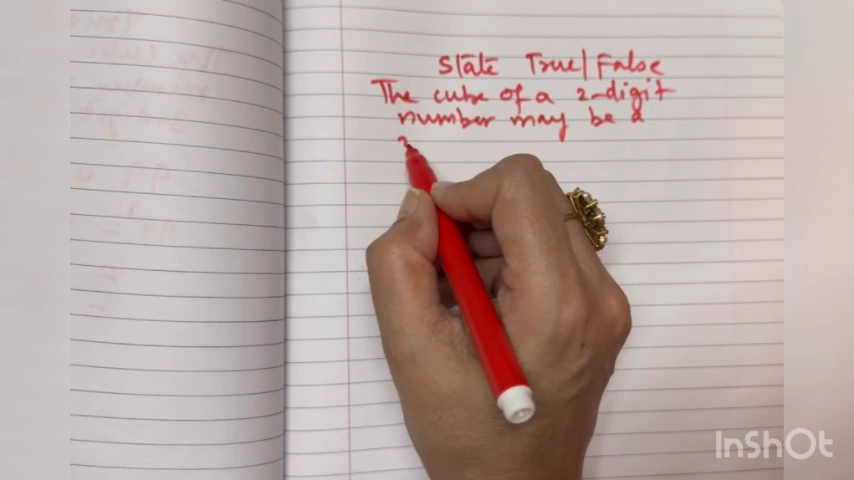 State True/False
The cube of a 2-digit
number may be a
InShOt